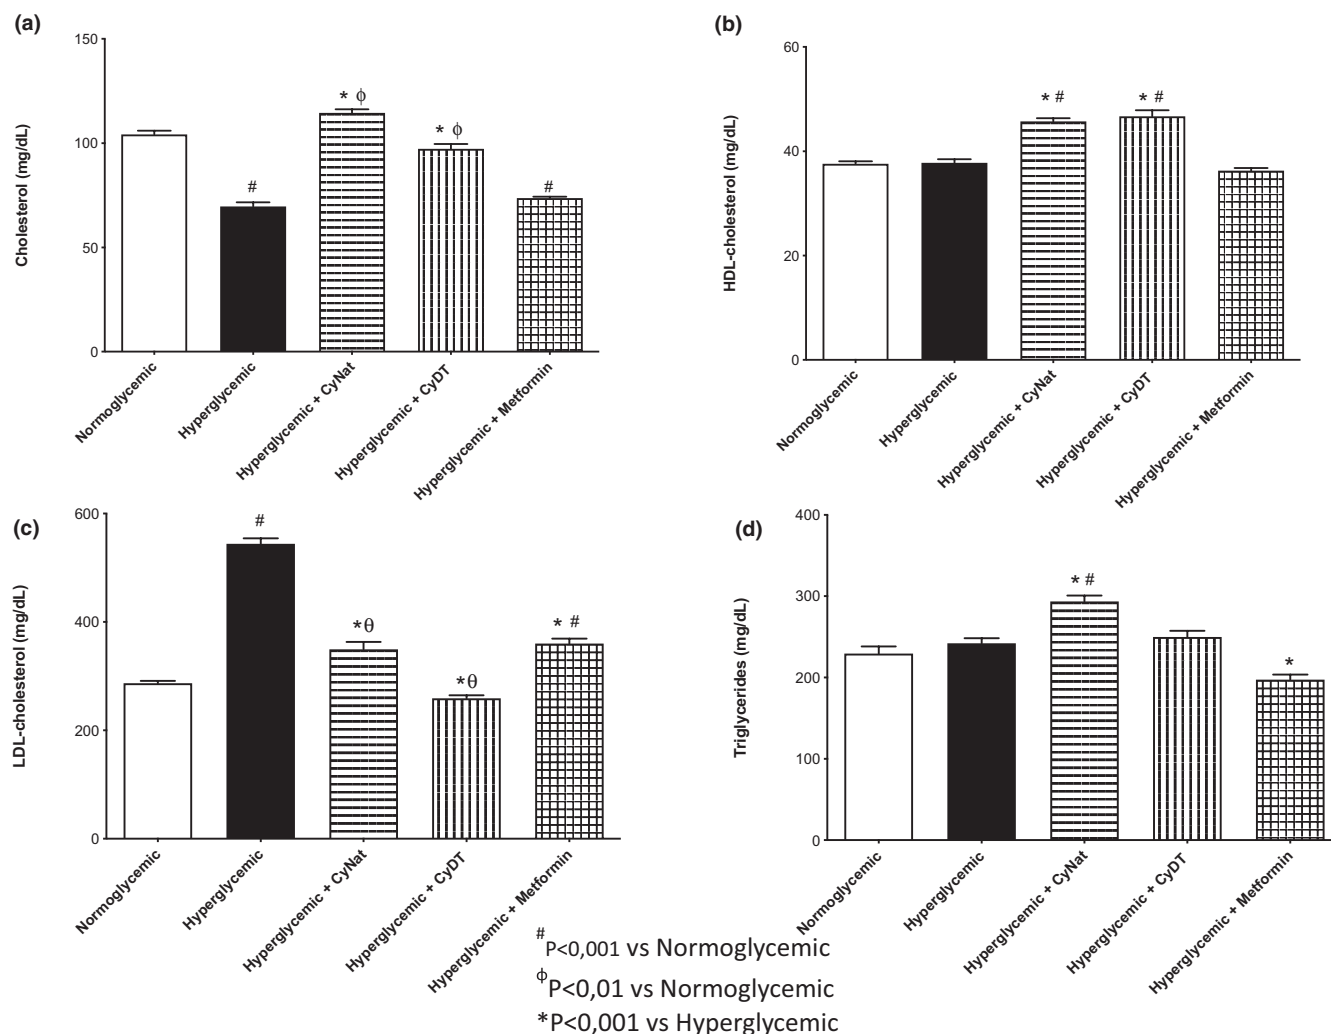 (a)
150
100
50
0
Cholesterol (mg/dL)
#
* ϕ
* ϕ
#
Normoglycemic
Hyperglycemic
Hyperglycemic + CyNat
Hyperglycemic + CyDT
Hyperglycemic + Metformin
(b)
60
40
20
0
HDL-cholesterol (mg/dL)
* #
* #
Normoglycemic
Hyperglycemic
Hyperglycemic + CyNat
Hyperglycemic + CyDT
Hyperglycemic + Metformin
(c)
600
400
200
0
LDL-cholesterol (mg/dL)
#
*θ
*θ
* #
Normoglycemic
Hyperglycemic
Hyperglycemic + CyNat
Hyperglycemic + CyDT
Hyperglycemic + Metformin
(d)
400
300
200
100
0
Triglycerides (mg/dL)
* #
*
Normoglycemic
Hyperglycemic
Hyperglycemic + CyNat
Hyperglycemic + CyDT
Hyperglycemic + Metformin
#P<0,001 vs Normoglycemic
ϕP<0,01 vs Normoglycemic
*P<0,001 vs Hyperglycemic